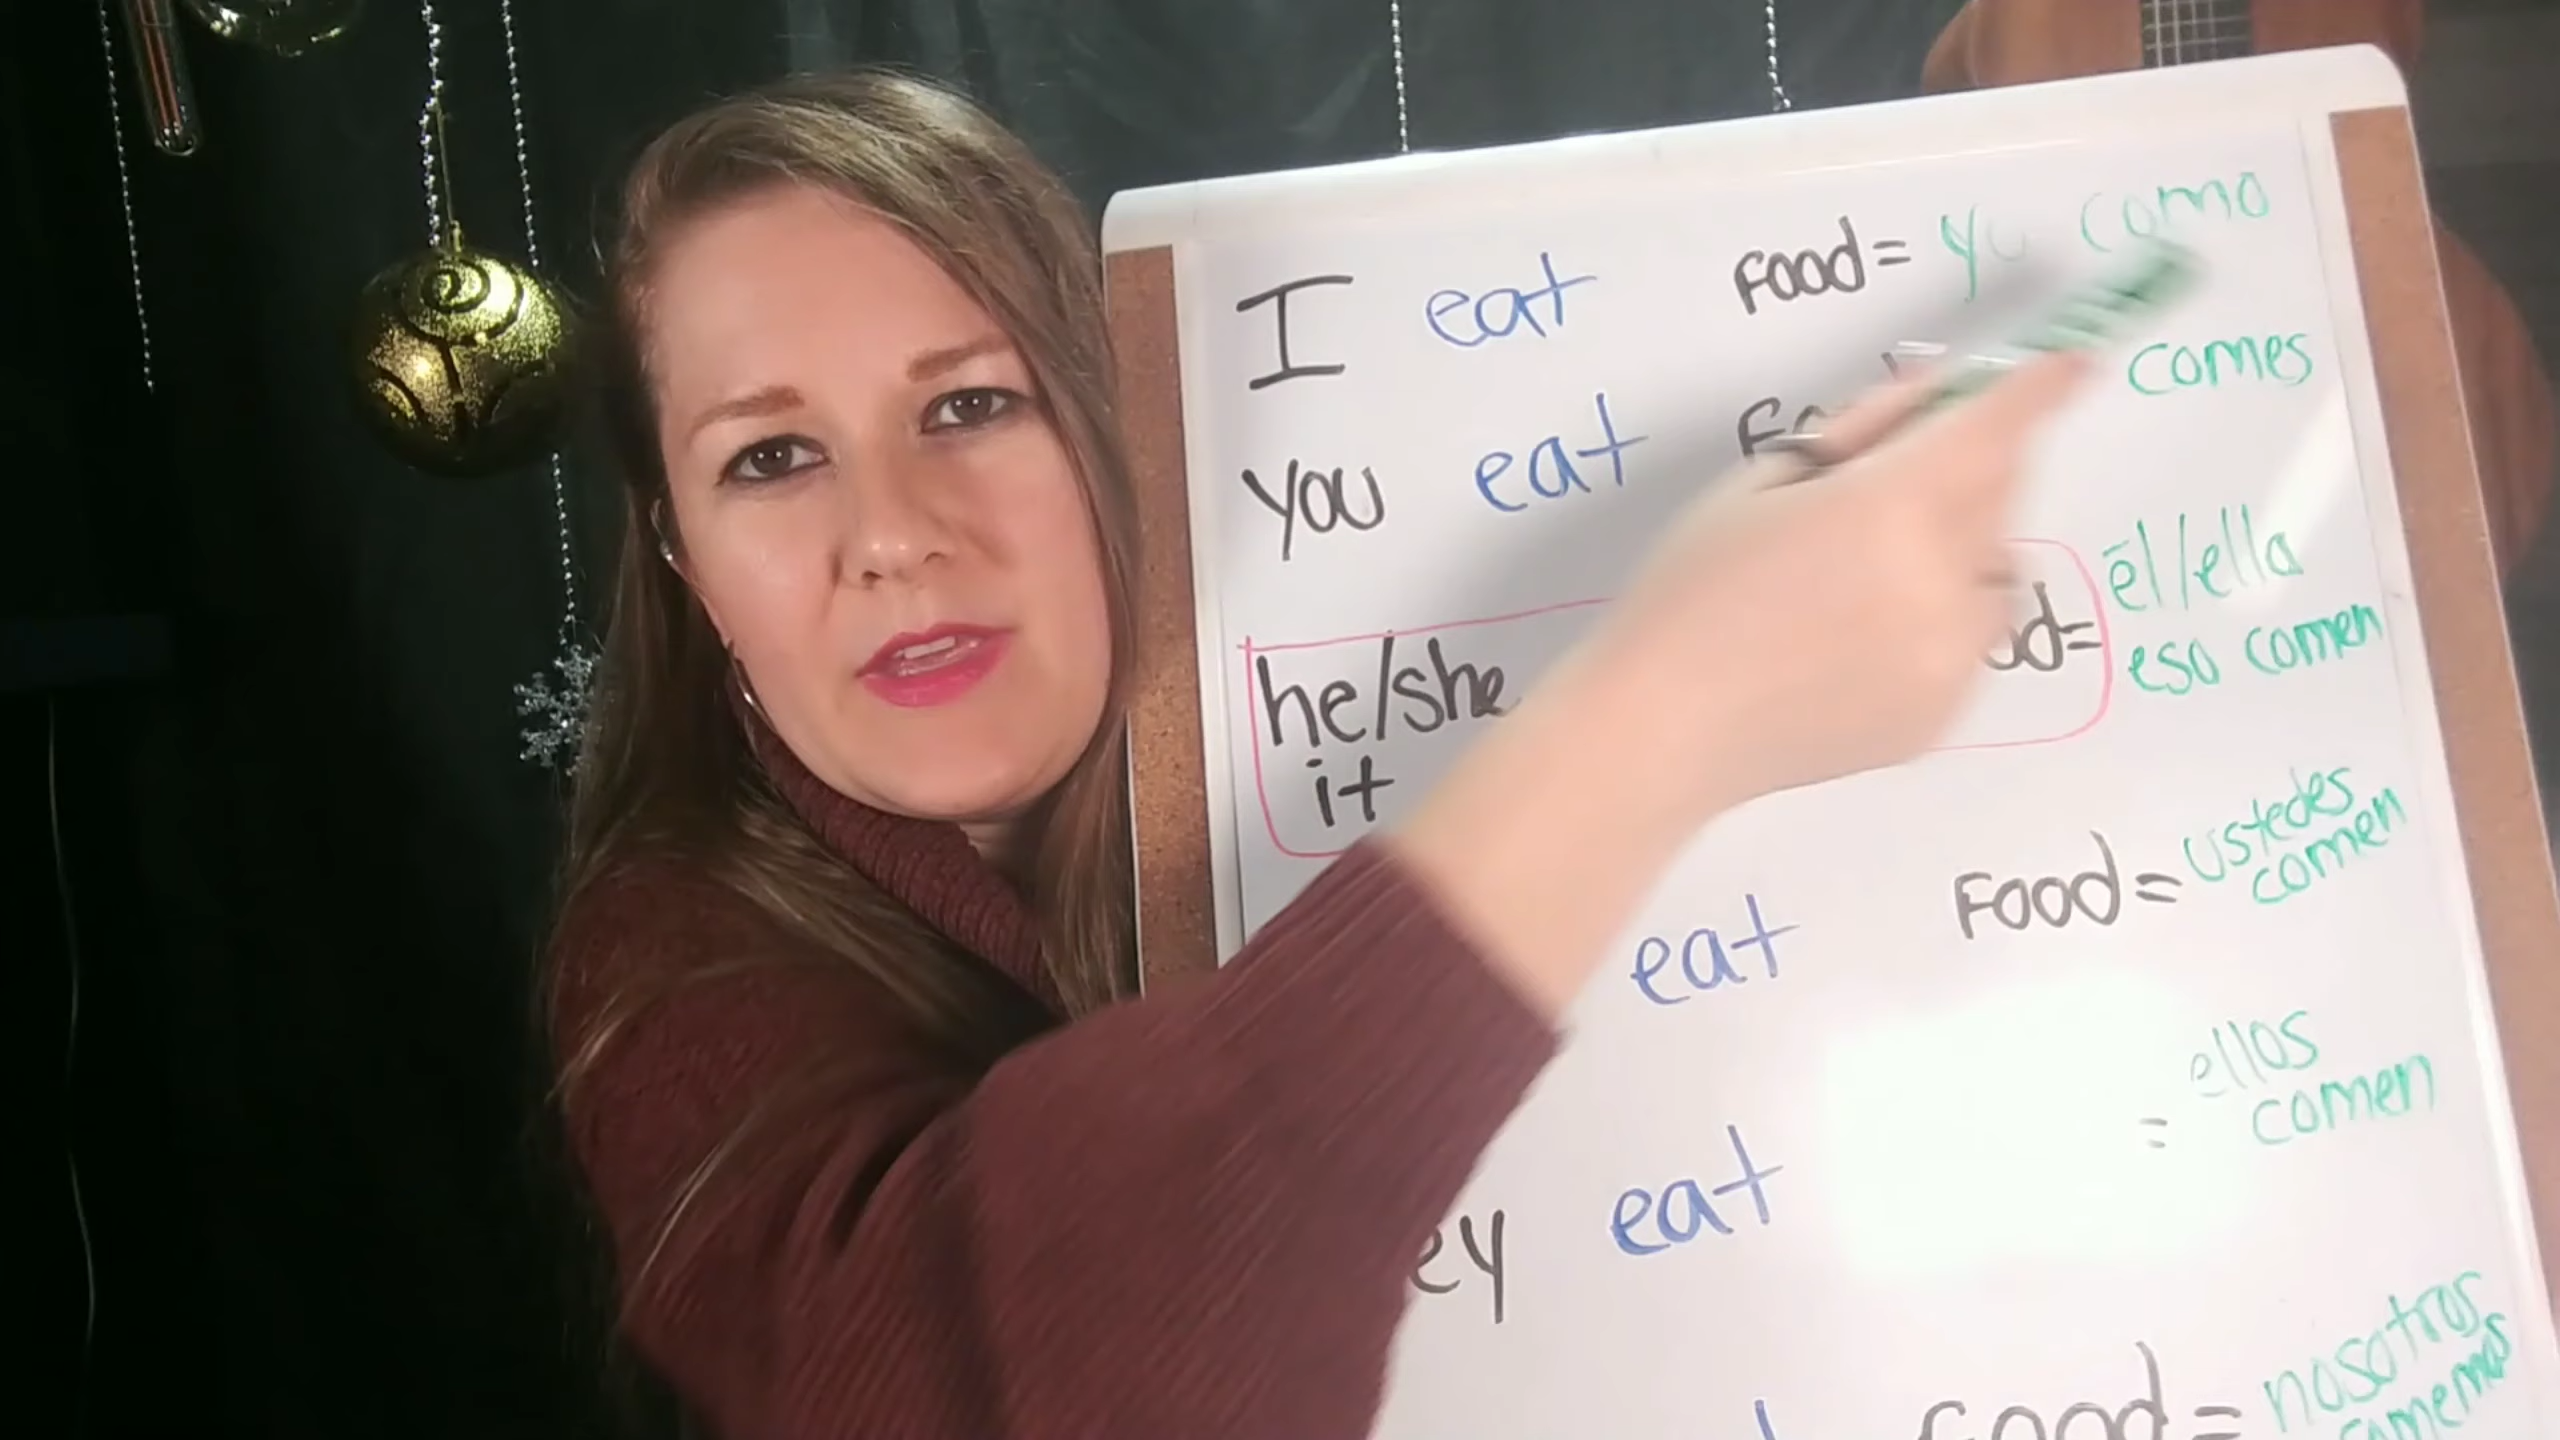 I eat FOOD = yo como
you eat comes
he/she él/ella
it eso comen
eat FOOD = ustedes comen
eat = ellos comen
FOOD = nosotros comemos